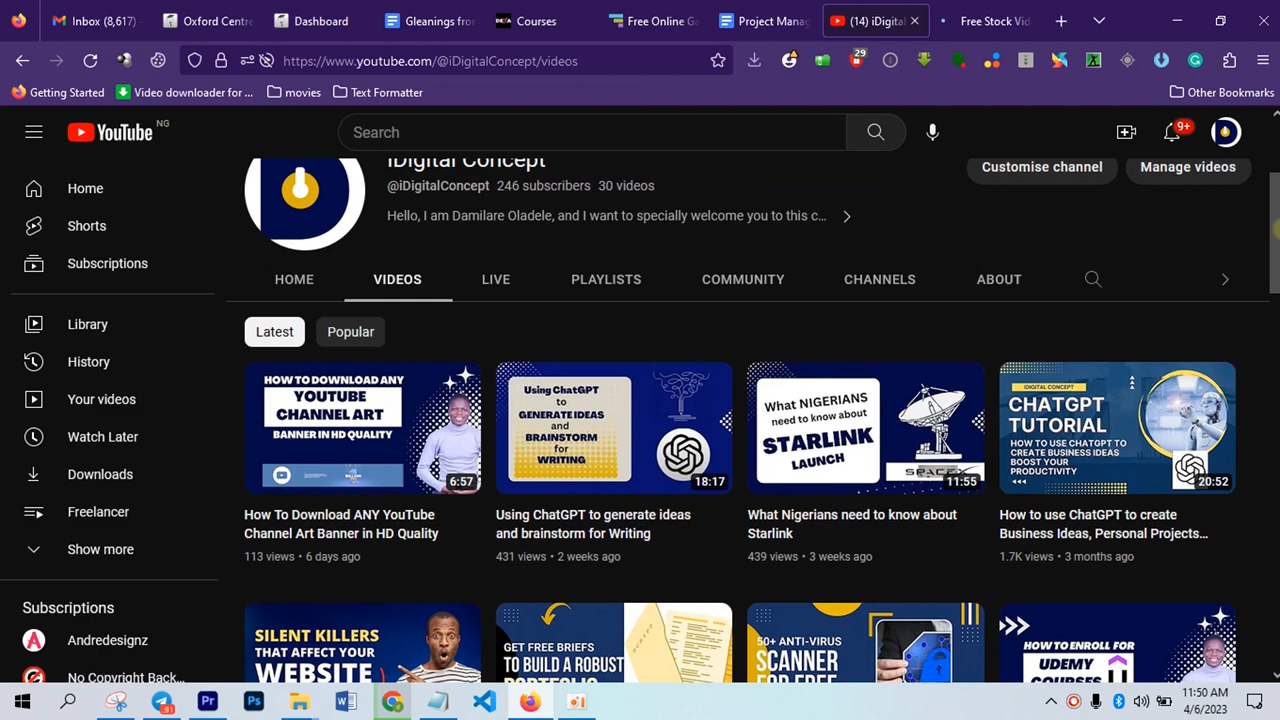 Inbox (8,617)
Oxford Centre
Dashboard
Gleanings from
Courses
Free Online Ga
Project Mana
(14) iDigital
Free Stock Vid
https://www.youtube.com/@iDigitalConcept/videos
29
Getting Started
Video downloader for ...
movies
Text Formatter
Other Bookmarks
YouTube NG
Search
9+
iDigital Concept
@iDigitalConcept 246 subscribers 30 videos
Customise channel
Manage videos
Hello, I am Damilare Oladele, and I want to specially welcome you to this c...
Home
Shorts
Subscriptions
Library
History
Your videos
Watch Later
Downloads
Freelancer
Show more
Subscriptions
Andredesignz
No Copyright Back...
HOME
VIDEOS
LIVE
PLAYLISTS
COMMUNITY
CHANNELS
ABOUT
Latest
Popular
HOW TO DOWNLOAD ANY
YOUTUBE
CHANNEL ART
BANNER IN HD QUALITY
6:57
How To Download ANY YouTube
Channel Art Banner in HD Quality
113 views • 6 days ago
Using ChatGPT
to
GENERATE IDEAS
and
BRAINSTORM
for
WRITING
18:17
Using ChatGPT to generate ideas
and brainstorm for Writing
431 views • 2 weeks ago
What NIGERIANS
need to know about
STARLINK
LAUNCH
SPACEX
11:55
What Nigerians need to know about
Starlink
439 views • 3 weeks ago
IDIGITAL CONCEPT
CHATGPT
TUTORIAL
HOW TO USE CHATGPT TO
CREATE BUSINESS IDEAS
BOOST YOUR
PRODUCTIVITY
20:52
How to use ChatGPT to create
Business Ideas, Personal Projects...
1.7K views • 3 months ago
SILENT KILLERS
THAT AFFECT YOUR
WEBSITE
GET FREE BRIEFS
TO BUILD A ROBUST
PORTFOLIO
50+ ANTI-VIRUS
SCANNER
FOR FREE
HOW TO ENROLL FOR
UDEMY
COURSES
91
11:50 AM
4/6/2023